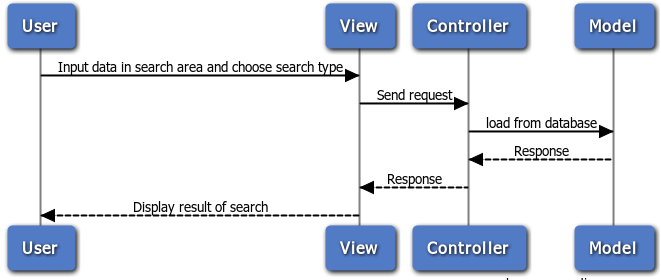 User View Controller Model
Input data in search area and choose search type
Send request
load from database
Response
Response
Display result of search
User View Controller Model